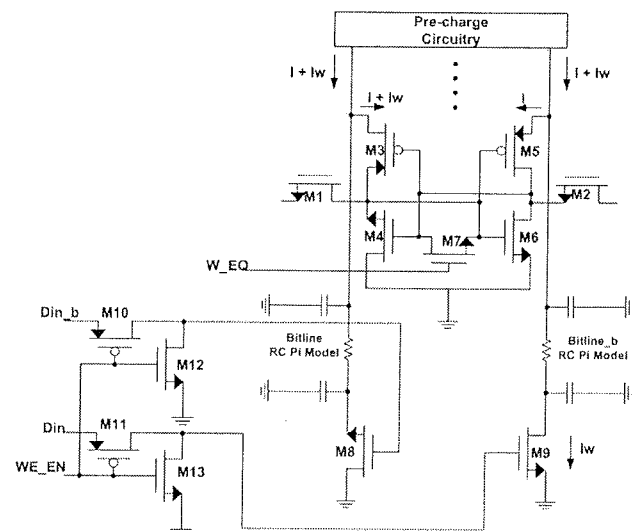 Pre-charge
Circuitry
I + Iw
I + Iw
I + Iw
I
M3
M5
M1
M2
M4
M7
M6
W_EQ
Din_b
M10
Bitline
RC Pi Model
Bitline_b
RC Pi Model
M12
Din
M11
M8
M9
Iw
WE_EN
M13